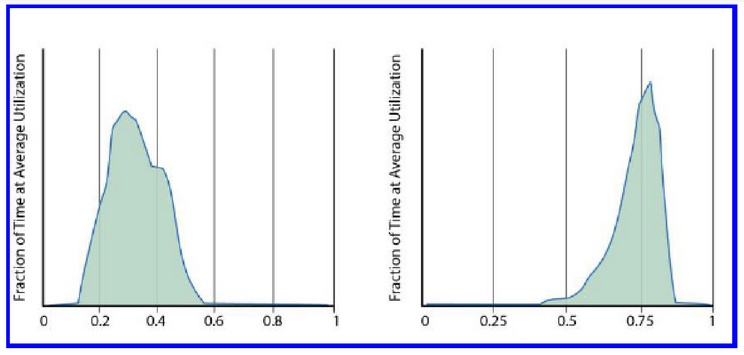 Fraction of Time at Average Utilization
0 0.2 0.4 0.6 0.8 1
Fraction of Time at Average Utilization
0 0.25 0.5 0.75 1